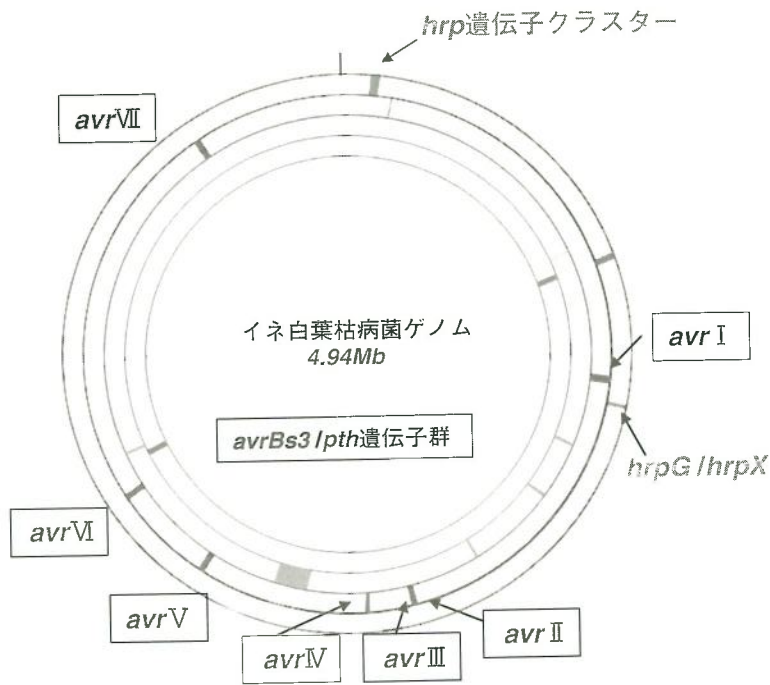 hrp遺伝子クラスター
avrⅦ
イネ白葉枯病菌ゲノム
4.94Mb
avrⅠ
avrBs3/pth遺伝子群
hrpG/hrpX
avrⅥ
avrⅤ
avrⅡ
avrⅣ
avrⅢ